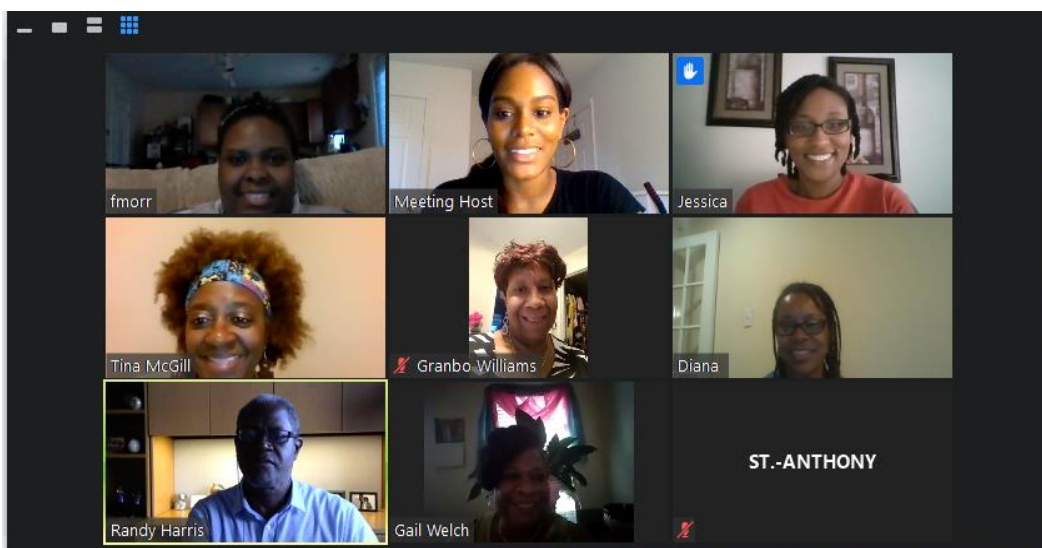 fmorr
Meeting Host
Jessica
Tina McGill
Granbo Williams
Diana
Randy Harris
Gail Welch
ST.-ANTHONY